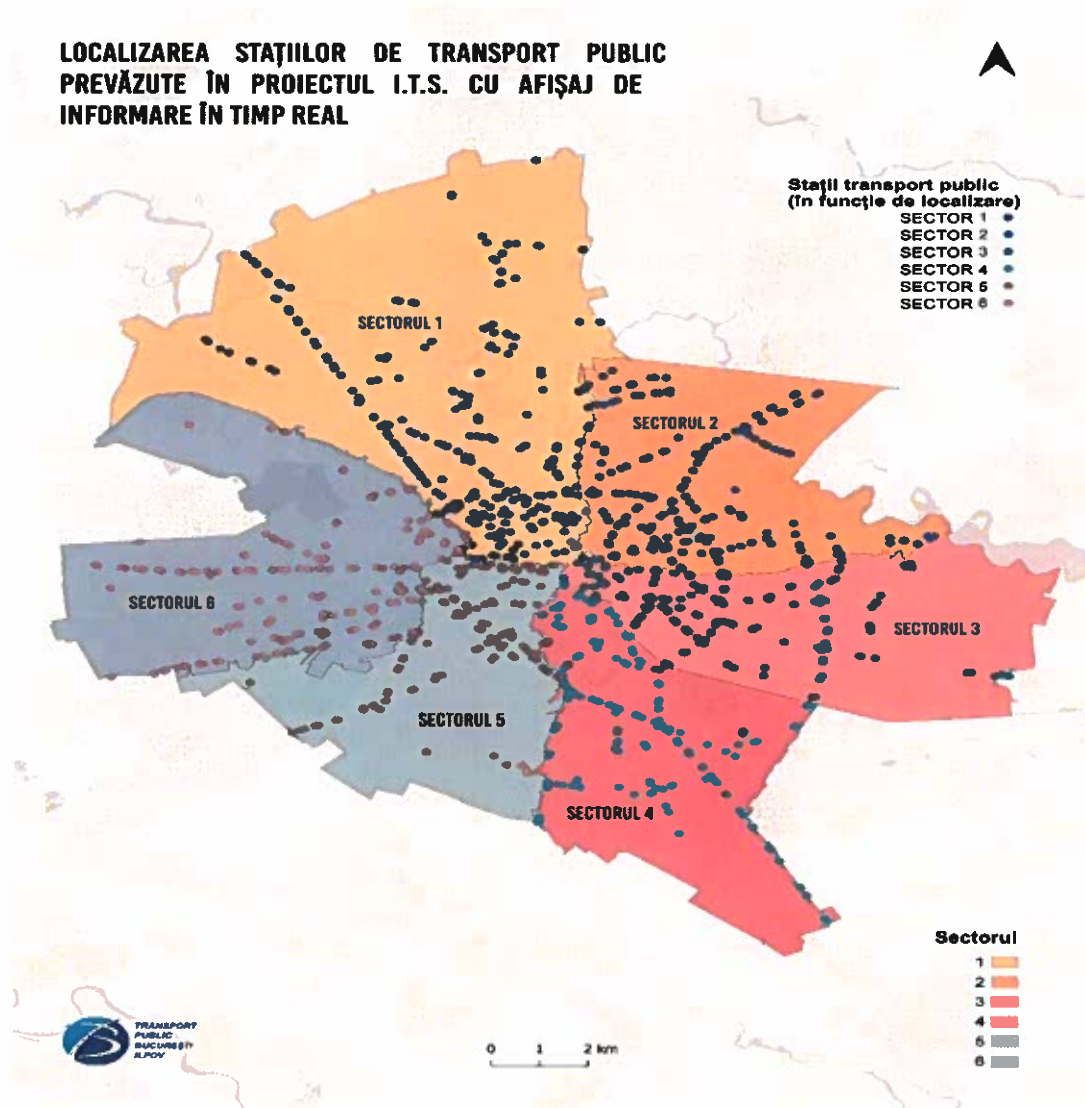 LOCALIZAREA STAȚIILOR DE TRANSPORT PUBLIC
PREVĂZUTE ÎN PROIECTUL I.T.S. CU AFIȘAJ DE
INFORMARE ÎN TIMP REAL
Stații transport public
(în funcție de localizare)
SECTOR 1
SECTOR 2
SECTOR 3
SECTOR 4
SECTOR 5
SECTOR 6
SECTORUL 1
SECTORUL 2
SECTORUL 6
SECTORUL 3
SECTORUL 5
SECTORUL 4
Sectorul
1
2
3
4
5
6
TRANSPORT
PUBLIC
BUCUREȘTI
ILFOV
0 1 2 km